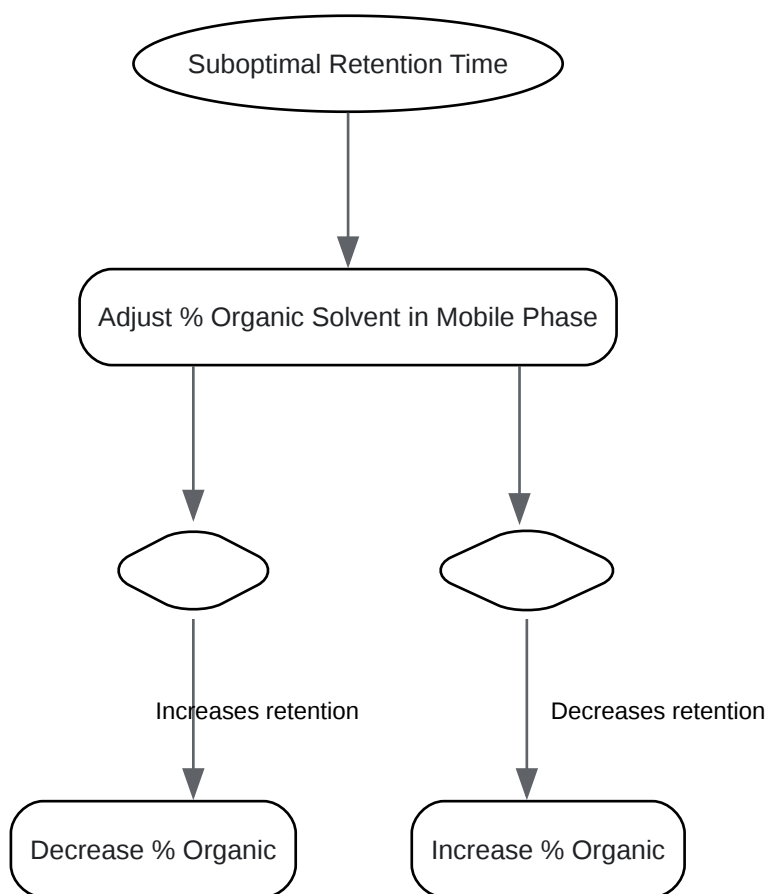 Suboptimal Retention Time
Adjust % Organic Solvent in Mobile Phase
Increases retention
Decreases retention
Decrease % Organic
Increase % Organic